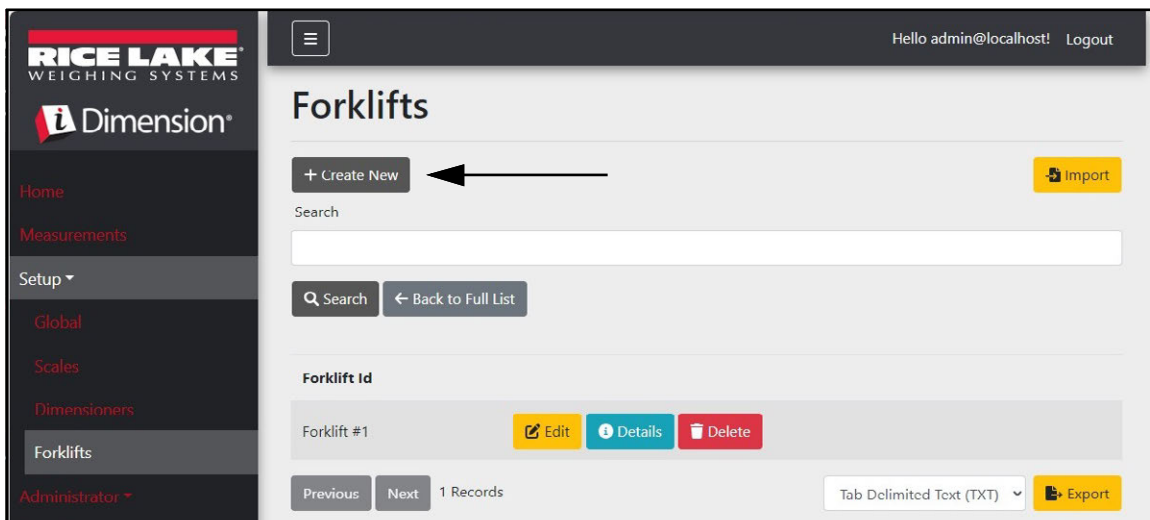 RICE LAKE®
WEIGHING SYSTEMS
i Dimension®
Home
Measurements
Setup
Global
Scales
Dimensioners
Forklifts
Administrator
Hello admin@localhost! Logout
Forklifts
+ Create New
Import
Search
Search
← Back to Full List
Forklift Id
Forklift #1
Edit
Details
Delete
Previous
Next
1 Records
Tab Delimited Text (TXT)
Export